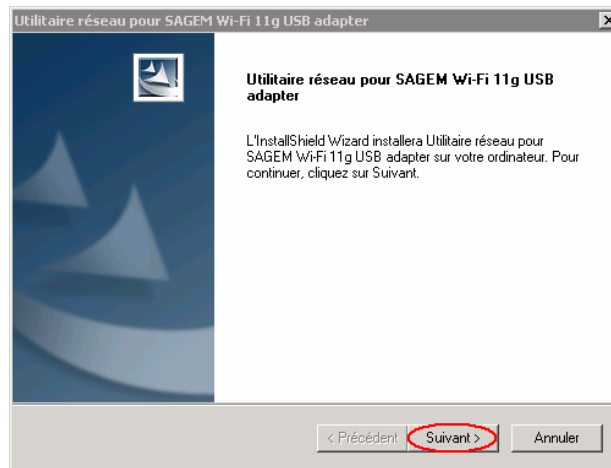 Utilitaire réseau pour SAGEM Wi-Fi 11g USB adapter
Utilitaire réseau pour SAGEM Wi-Fi 11g USB
adapter
L'InstallShield Wizard installera Utilitaire réseau pour
SAGEM Wi-Fi 11g USB adapter sur votre ordinateur. Pour
continuer, cliquez sur Suivant.
< Précédent Suivant > Annuler